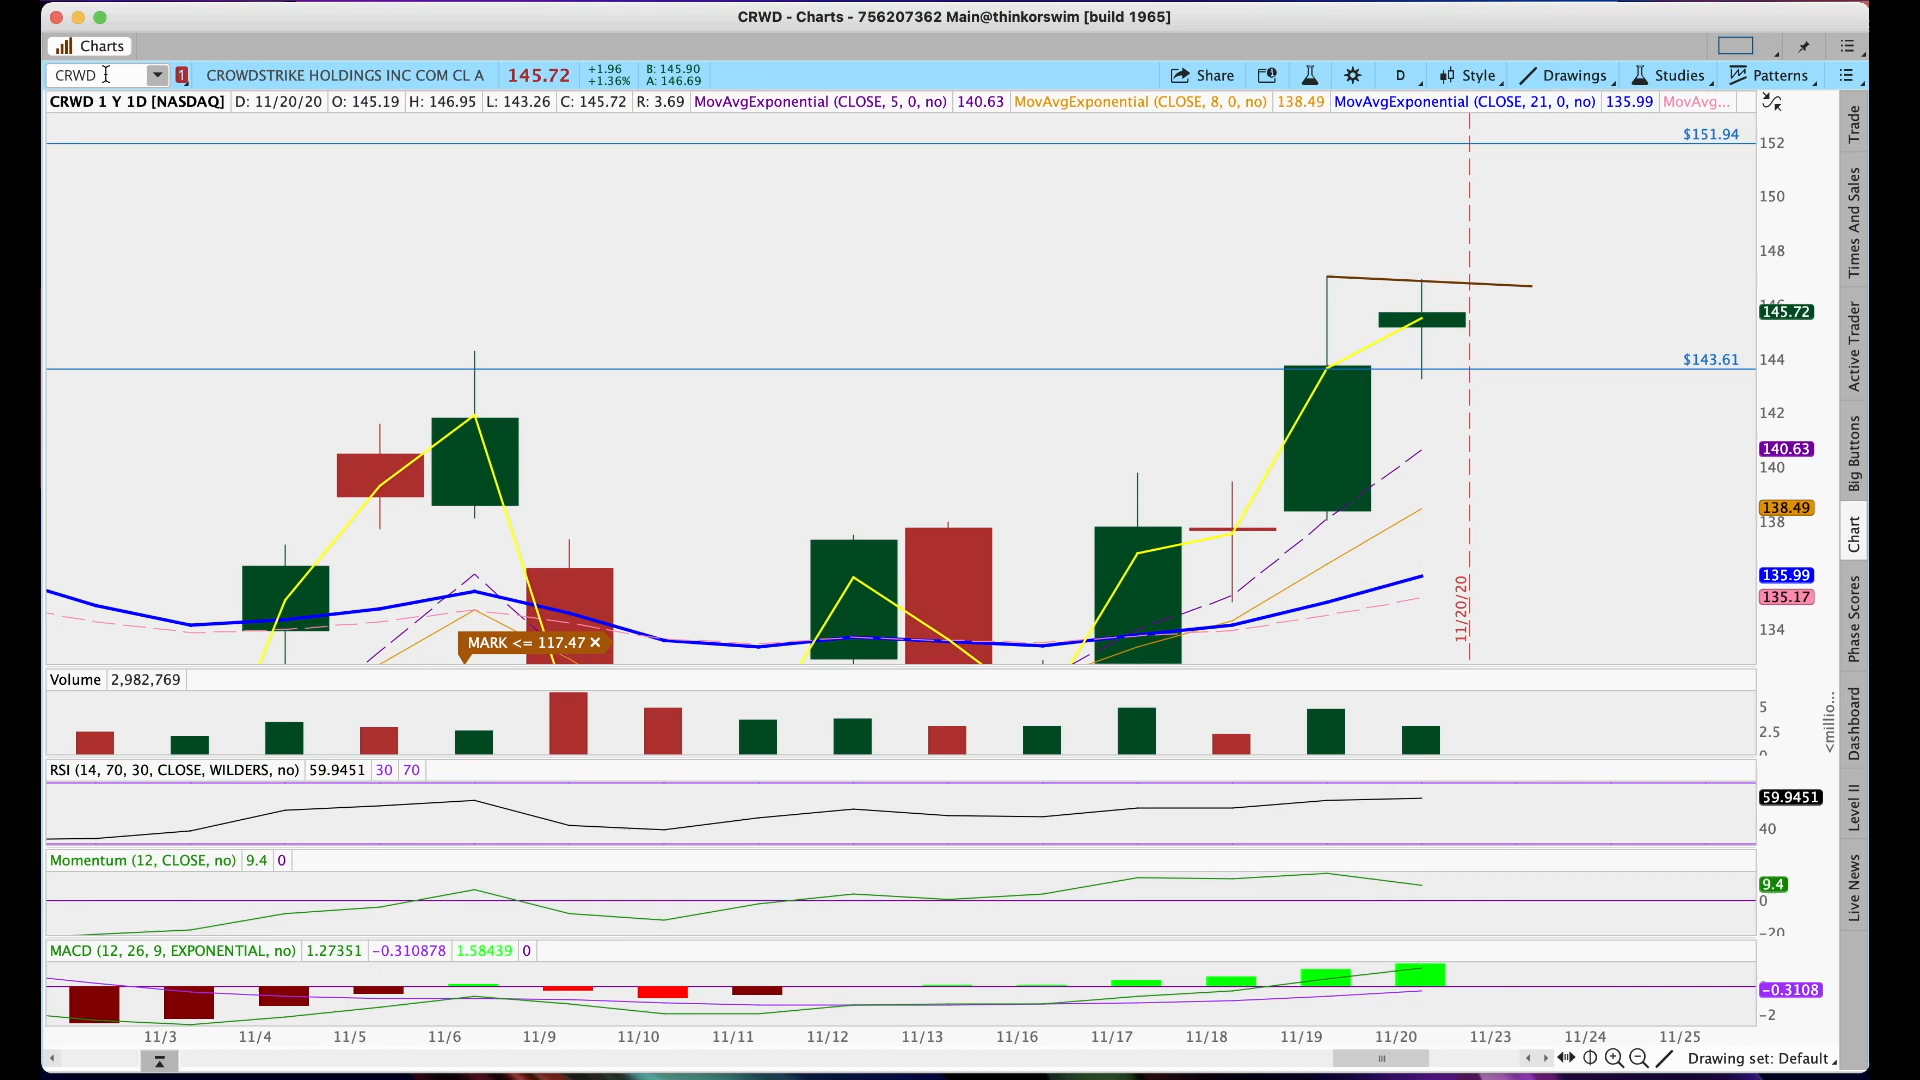 CRWD - Charts - 756207362 Main@thinkorswim [build 1965]
Charts
CRWD 1 CROWDSTRIKE HOLDINGS INC COM CL A 145.72 +1.96 +1.36% B: 145.90 A: 146.69 Share D Style Drawings Studies Patterns
CRWD 1 Y 1D [NASDAQ] D: 11/20/20 O: 145.19 H: 146.95 L: 143.26 C: 145.72 R: 3.69 MovAvgExponential (CLOSE, 5, 0, no) 140.63 MovAvgExponential (CLOSE, 8, 0, no) 138.49 MovAvgExponential (CLOSE, 21, 0, no) 135.99 MovAvg...
$151.94
152
150
148
145.72
$143.61
144
142
140.63
140
138.49
138
135.99
135.17
134
11/20/20
MARK <= 117.47 ×
Volume 2,982,769
5
2.5
0
<millio...
RSI (14, 70, 30, CLOSE, WILDERS, no) 59.9451 30 70
59.9451
40
Momentum (12, CLOSE, no) 9.4 0
9.4
0
-20
MACD (12, 26, 9, EXPONENTIAL, no) 1.27351 -0.310878 1.58439 0
-0.3108
-2
11/3 11/4 11/5 11/6 11/9 11/10 11/11 11/12 11/13 11/16 11/17 11/18 11/19 11/20 11/23 11/24 11/25
Drawing set: Default
Trade
Times And Sales
Active Trader
Big Buttons
Chart
Phase Scores
Dashboard
Level II
Live News